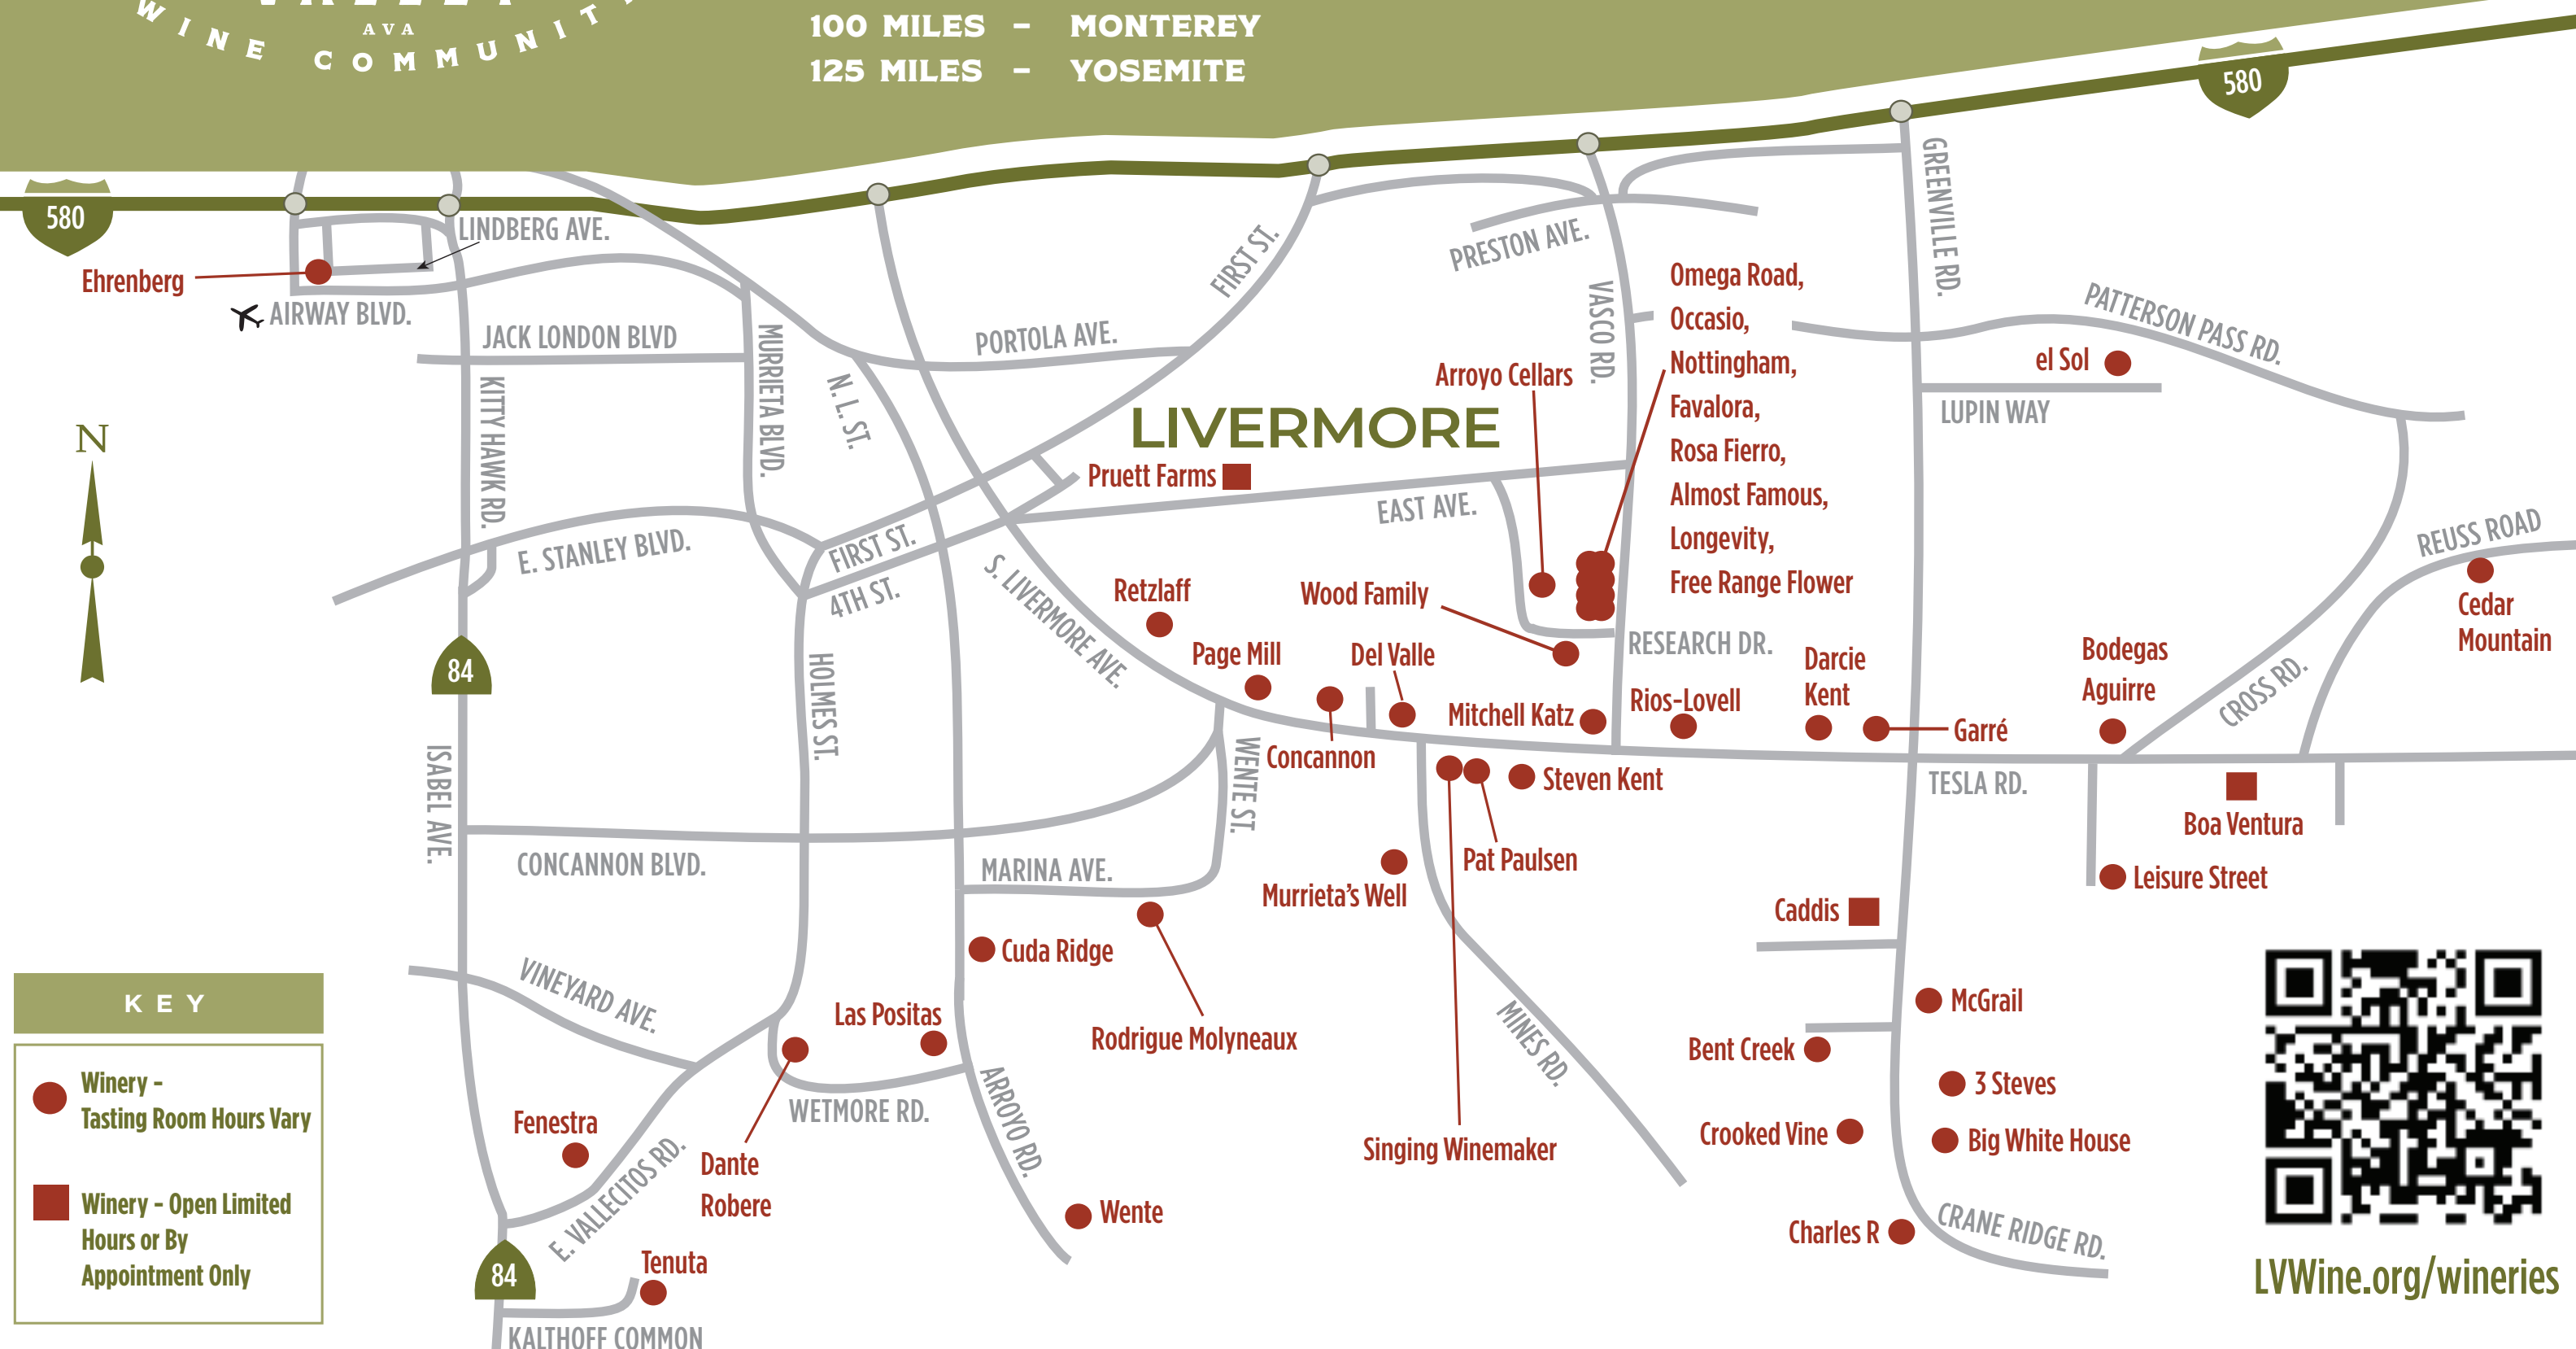 WINE COMMUNITY
AVA
100 MILES - MONTEREY
125 MILES - YOSEMITE
580
580
LINDBERG AVE.
Ehrenberg
AIRWAY BLVD.
JACK LONDON BLVD
KITTY HAWK RD.
MURRIETA BLVD.
N. L. ST.
PORTOLA AVE.
FIRST ST.
PRESTON AVE.
VASCO RD.
GREENVILLE RD.
PATTERSON PASS RD.
el Sol
LUPIN WAY
Omega Road,
Occasio,
Nottingham,
Favalora,
Rosa Fierro,
Almost Famous,
Longevity,
Free Range Flower
Arroyo Cellars
LIVERMORE
Pruett Farms
EAST AVE.
N
E. STANLEY BLVD.
FIRST ST.
4TH ST.
S. LIVERMORE AVE.
Retzlaff
Wood Family
RESEARCH DR.
REUSS ROAD
Cedar
Mountain
CROSS RD.
Bodegas
Aguirre
Page Mill
Del Valle
Mitchell Katz
Rios-Lovell
Darcie
Kent
Garré
84
HOLMES ST.
ISABEL AVE.
Concannon
WENTE ST.
Steven Kent
TESLA RD.
Boa Ventura
CONCANNON BLVD.
MARINA AVE.
Pat Paulsen
Murrieta's Well
Leisure Street
Caddis
Cuda Ridge
Rodrigue Molyneaux
VINEYARD AVE.
Las Positas
MINES RD.
McGrail
Bent Creek
3 Steves
WETMORE RD.
ARROYO RD.
Fenestra
Dante
Robere
Singing Winemaker
Crooked Vine
Big White House
E. VALLECITOS RD.
Wente
Charles R
CRANE RIDGE RD.
Tenuta
84
KALTHOFF COMMON
KEY
Winery -
Tasting Room Hours Vary
Winery - Open Limited
Hours or By
Appointment Only
LVWine.org/wineries